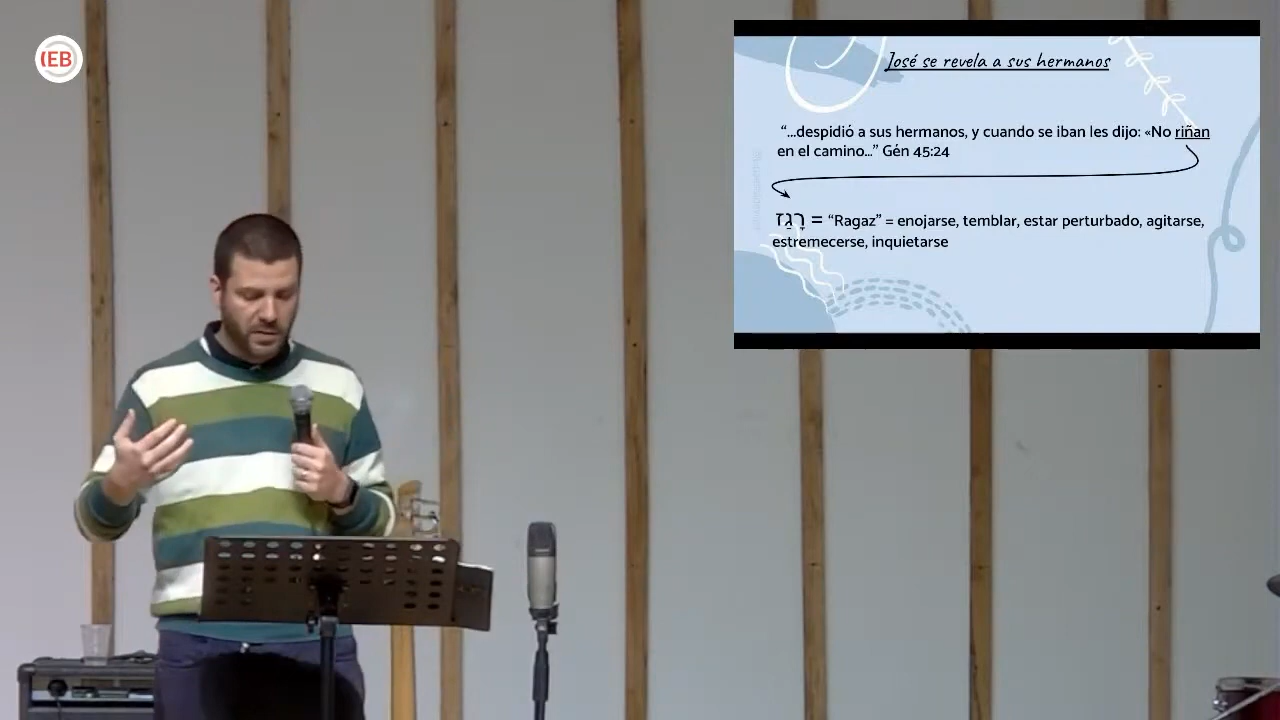 IEB
José se revela a sus hermanos
“...despidió a sus hermanos, y cuando se iban les dijo: «No riñan
en el camino...” Gén 45:24
רָגַז = “Ragaz” = enojarse, temblar, estar perturbado, agitarse,
estremecerse, inquietarse